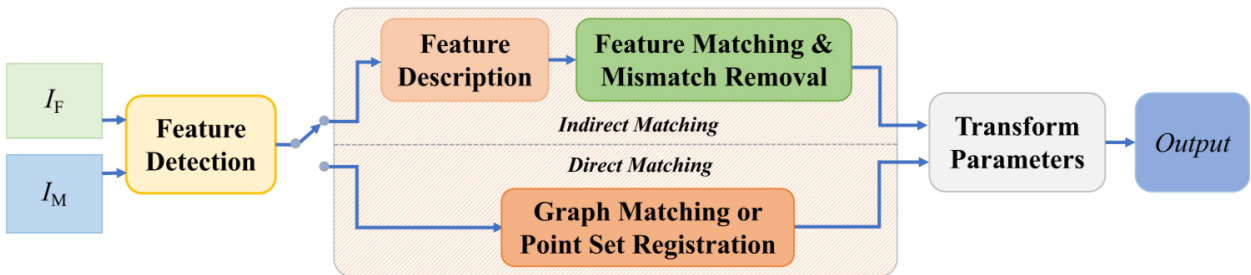 I_F
I_M
Feature
Detection
Feature
Description
Feature Matching &
Mismatch Removal
Indirect Matching
Direct Matching
Graph Matching or
Point Set Registration
Transform
Parameters
Output